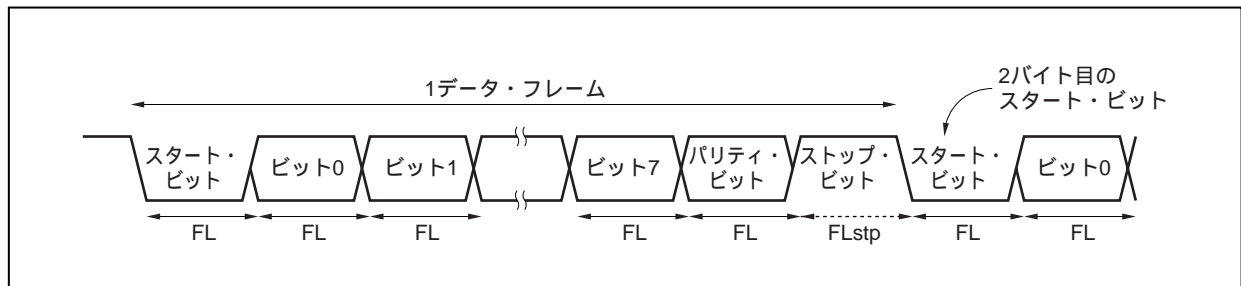 1データ・フレーム
2バイト目の
スタート・ビット
スタート・
ビット
ビット0
ビット1
ビット7
パリティ・
ビット
ストップ・
ビット
スタート・
ビット
ビット0
FL
FL
FL
FL
FL
FLstp
FL
FL